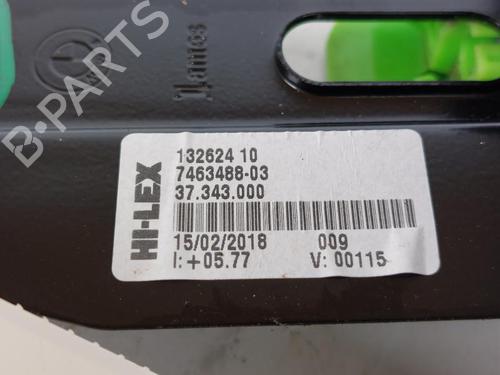 B-PARTS
HI-LEX
132624 10
7463488-03
37.343.000
15/02/2018 009
I:+05.77 V: 00115